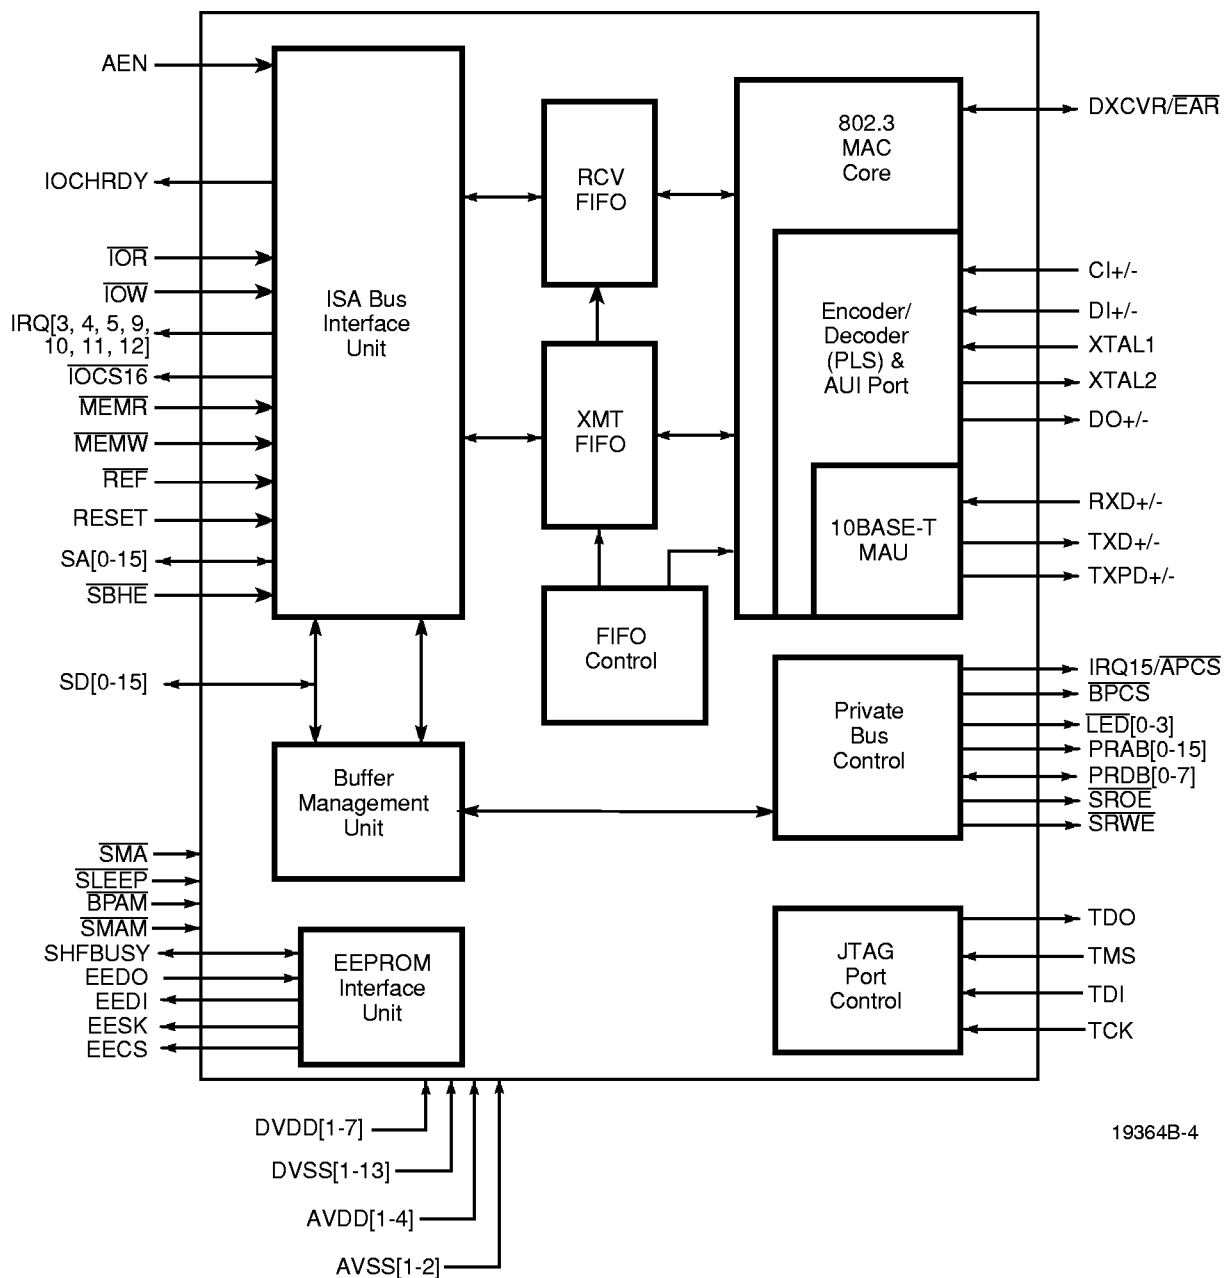 AEN
IOCHRDY
IOR
IOW
IRQ[3, 4, 5, 9,
10, 11, 12]
IOCS16
MEMR
MEMW
REF
RESET
SA[0-15]
SBHE
SD[0-15]
SMA
SLEEP
BPAM
SMAM
SHFBUSY
EEDO
EEDI
EESK
EECS
ISA Bus
Interface
Unit
RCV
FIFO
XMT
FIFO
FIFO
Control
802.3
MAC
Core
Encoder/
Decoder
(PLS) &
AUI Port
10BASE-T
MAU
Buffer
Management
Unit
Private
Bus
Control
EEPROM
Interface
Unit
JTAG
Port
Control
DXCVR/EAR
CI+/-
DI+/-
XTAL1
XTAL2
DO+/-
RXD+/-
TXD+/-
TXPD+/-
IRQ15/APCS
BPCS
LED[0-3]
PRAB[0-15]
PRDB[0-7]
SROE
SRWE
TDO
TMS
TDI
TCK
DVDD[1-7]
DVSS[1-13]
AVDD[1-4]
AVSS[1-2]
19364B-4